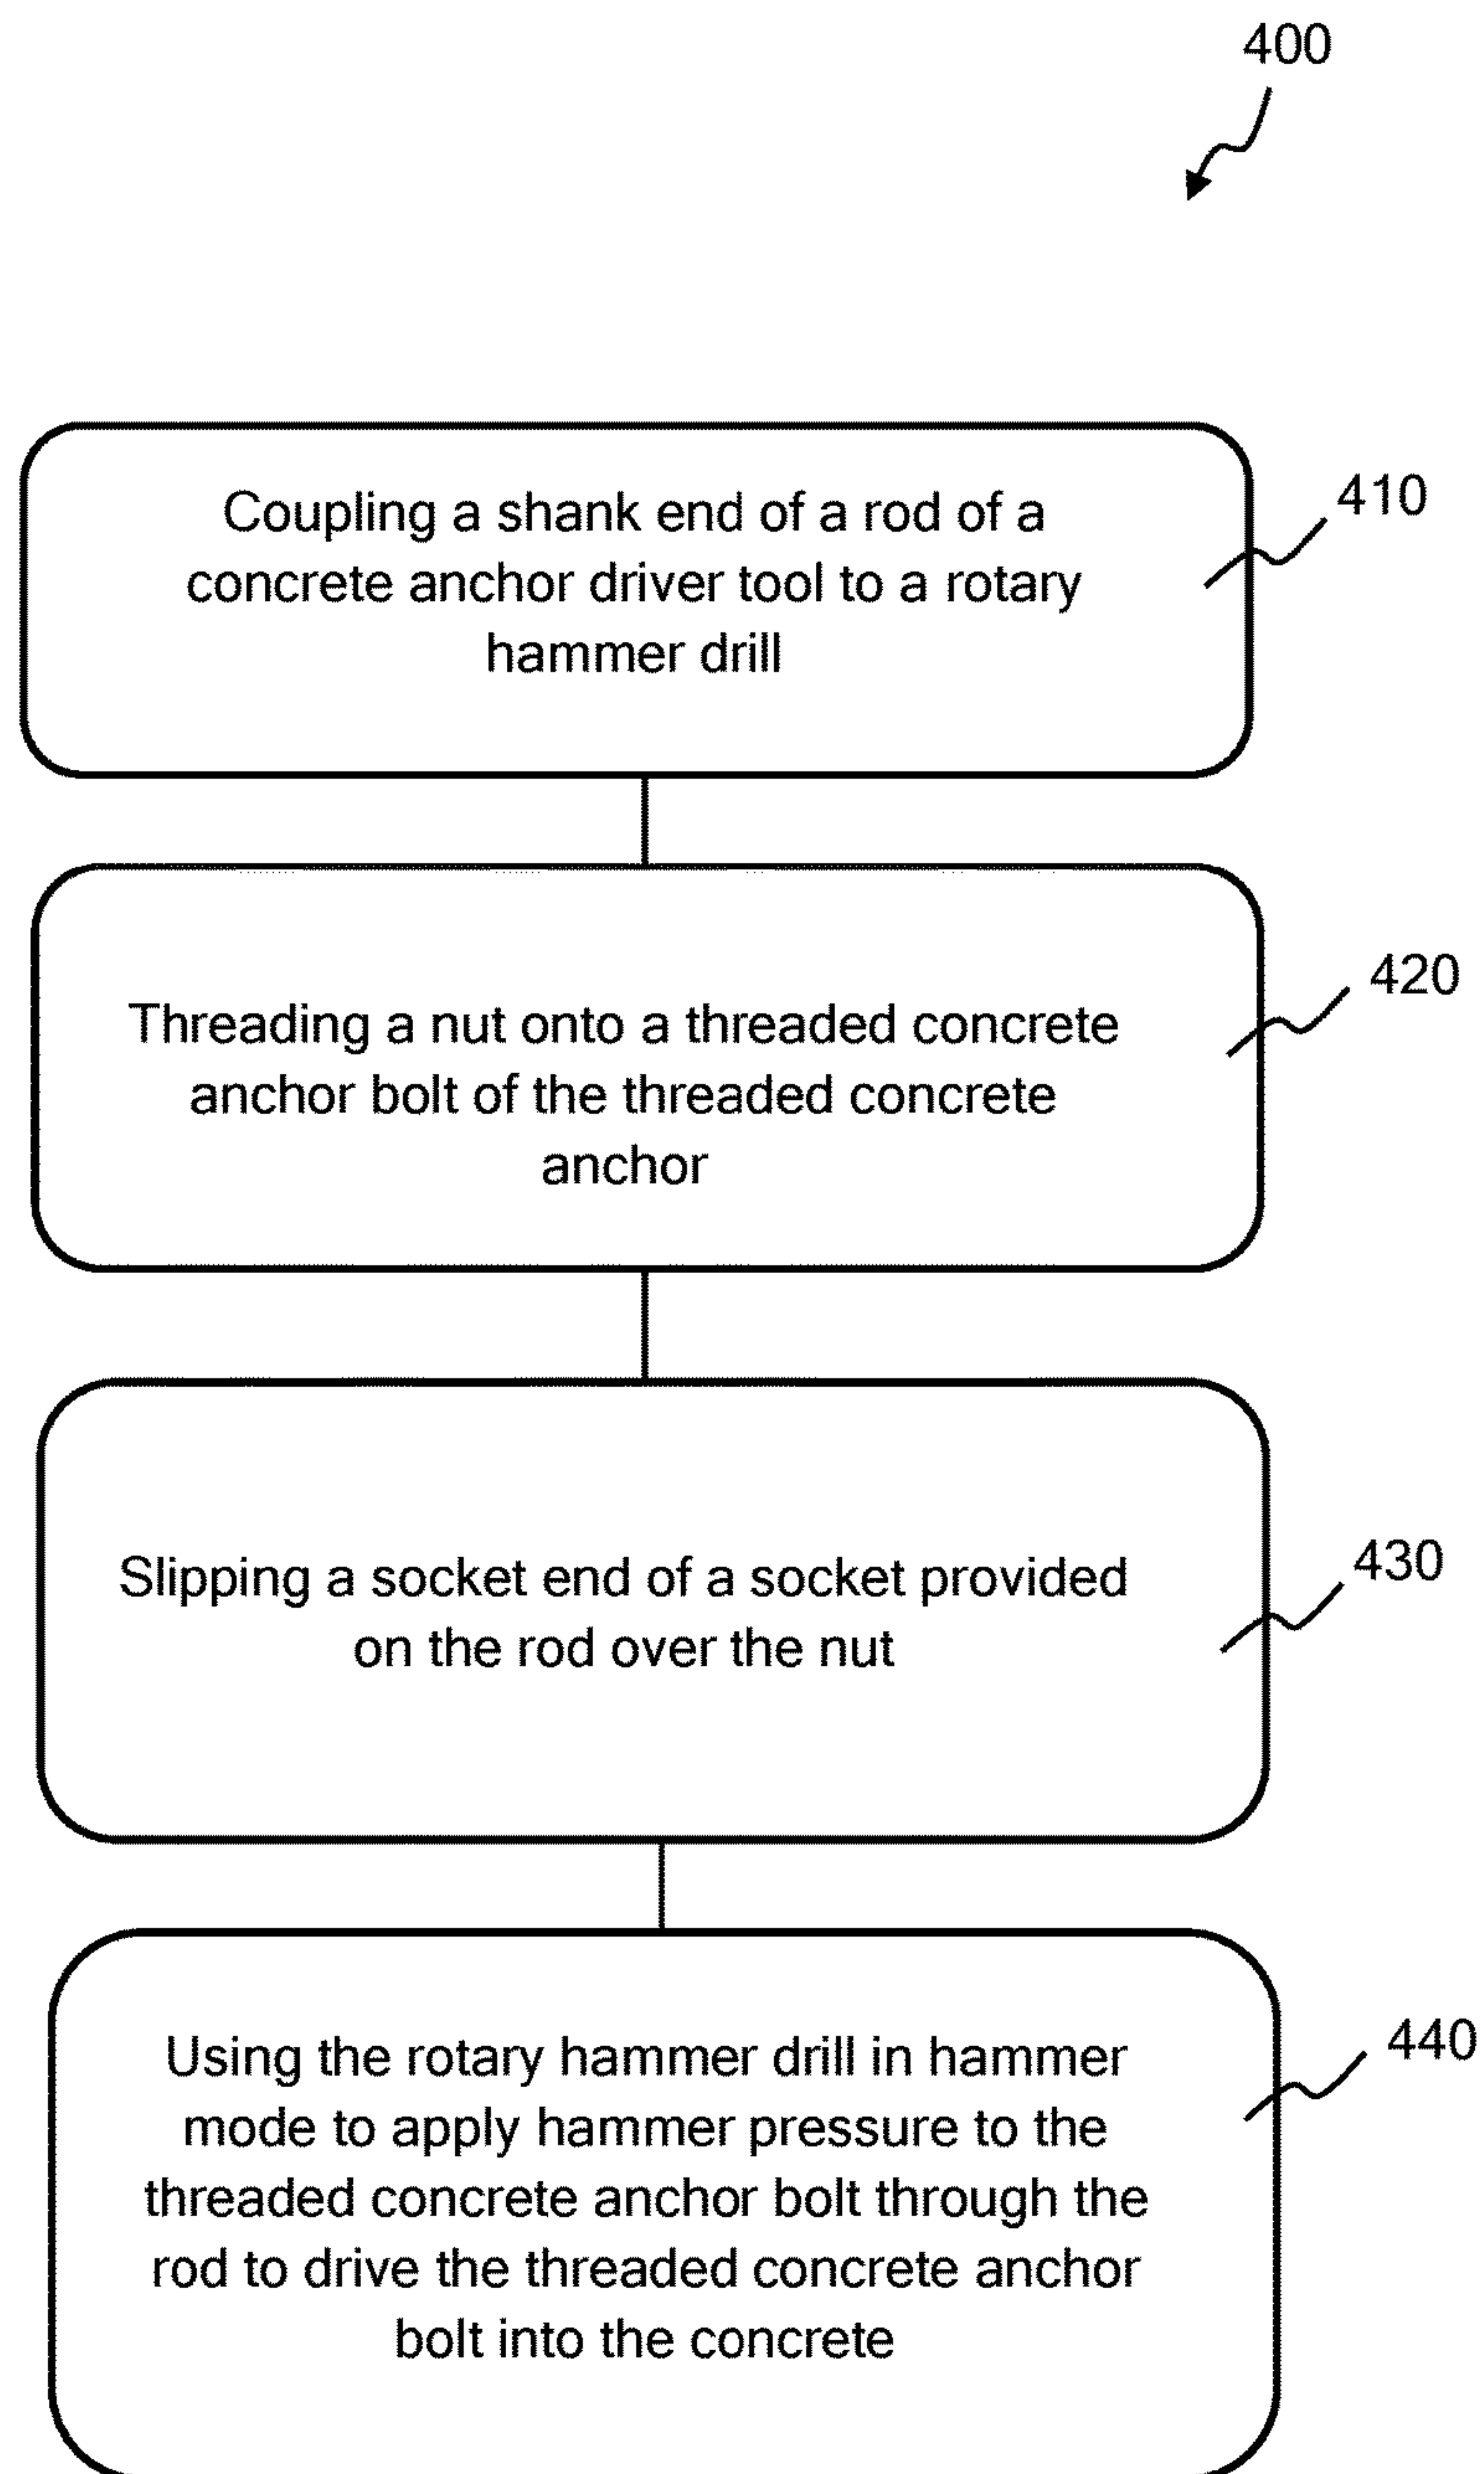 400
Coupling a shank end of a rod of a
concrete anchor driver tool to a rotary
hammer drill
410
Threading a nut onto a threaded concrete
anchor bolt of the threaded concrete
anchor
420
Slipping a socket end of a socket provided
on the rod over the nut
430
Using the rotary hammer drill in hammer
mode to apply hammer pressure to the
threaded concrete anchor bolt through the
rod to drive the threaded concrete anchor
bolt into the concrete
440